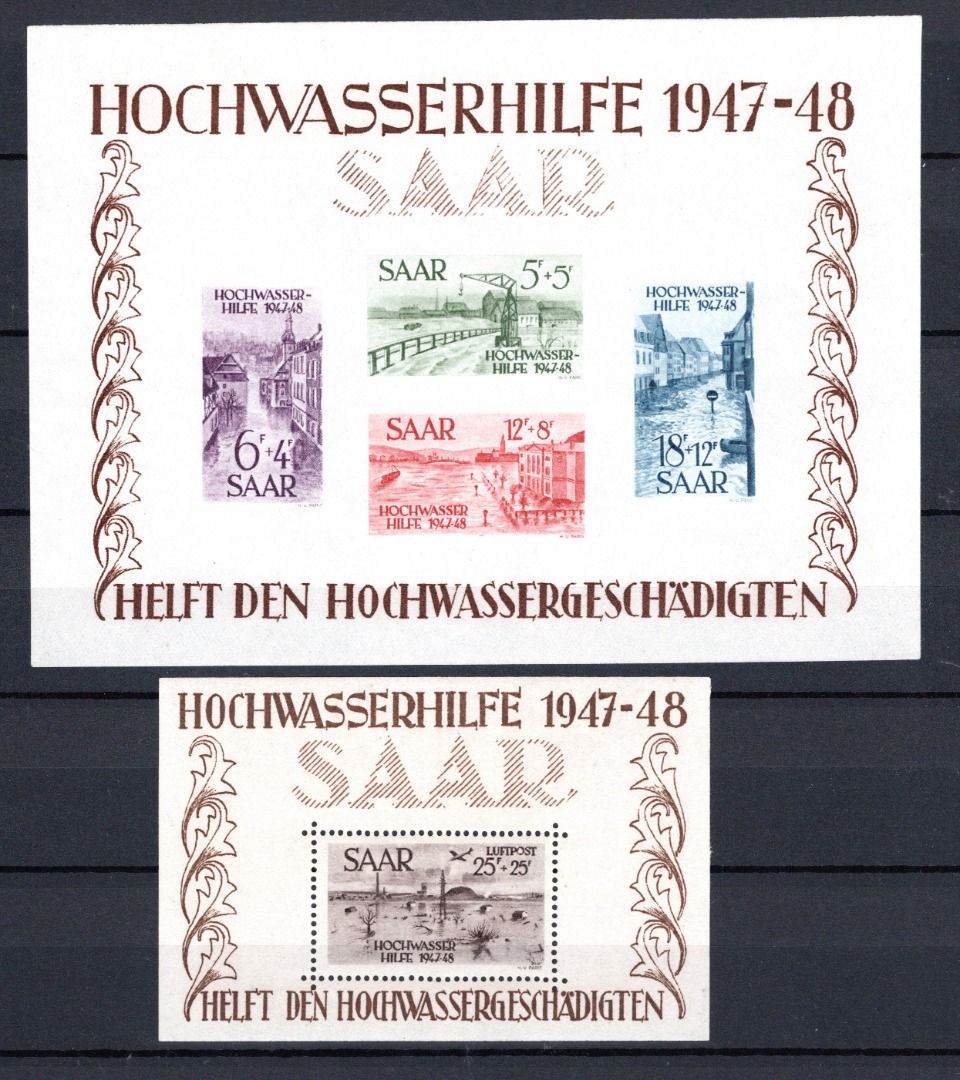 HOCHWASSERHILFE 1947-48
SAAR
HOCHWASSER-
HILFE 1947-48
6F+4F
SAAR
SAAR 5F+5F
HOCHWASSER-
HILFE 1947-48
SAAR 12F+8F
HOCHWASSER
HILFE 1947-48
HOCHWASSER-
HILFE 1947-48
18F+12F
SAAR
HELFT DEN HOCHWASSERGESCHÄDIGTEN
HOCHWASSERHILFE 1947-48
SAAR
SAAR LUFTPOST
25F+25F
HOCHWASSER
HILFE 1947-48
HELFT DEN HOCHWASSERGESCHÄDIGTEN